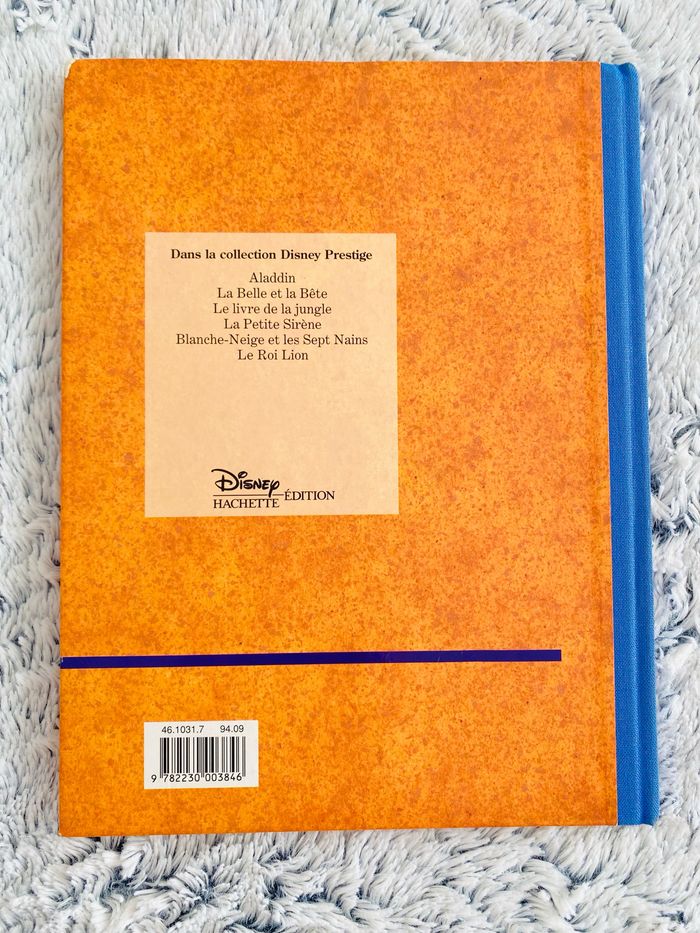 Dans la collection Disney Prestige
Aladdin
La Belle et la Bête
Le livre de la jungle
La Petite Sirène
Blanche-Neige et les Sept Nains
Le Roi Lion
Disney
HACHETTE ÉDITION
46.1031.7 94.09
9 782230 003846